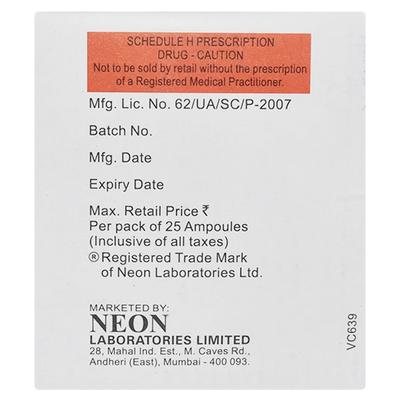 SCHEDULE H PRESCRIPTION
DRUG - CAUTION
Not to be sold by retail without the prescription
of a Registered Medical Practitioner.
Mfg. Lic. No. 62/UA/SC/P-2007
Batch No.
Mfg. Date
Expiry Date
Max. Retail Price ₹
Per pack of 25 Ampoules
(Inclusive of all taxes)
® Registered Trade Mark
of Neon Laboratories Ltd.
MARKETED BY:
NEON
LABORATORIES LIMITED
28, Mahal Ind. Est., M. Caves Rd.,
Andheri (East), Mumbai - 400 093.
VC639